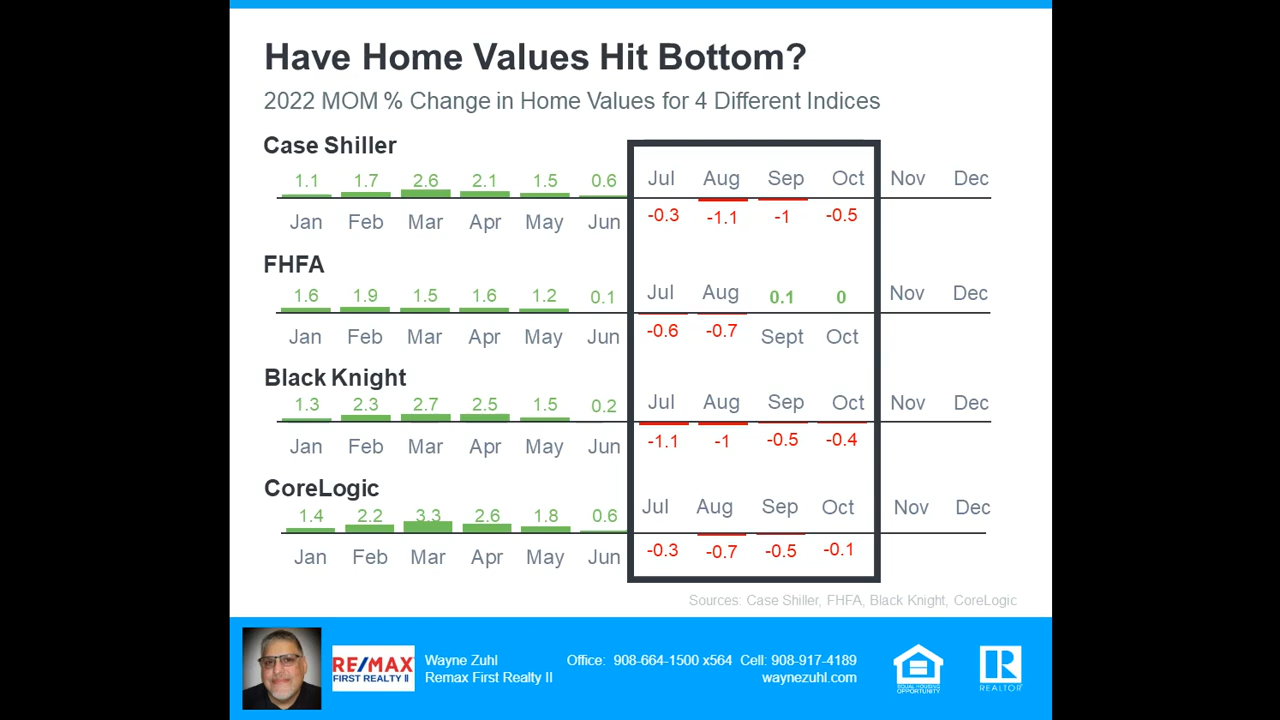 Have Home Values Hit Bottom?
2022 MOM % Change in Home Values for 4 Different Indices
Case Shiller
1.1 1.7 2.6 2.1 1.5 0.6 Jul Aug Sep Oct Nov Dec
Jan Feb Mar Apr May Jun -0.3 -1.1 -1 -0.5
FHFA
1.6 1.9 1.5 1.6 1.2 0.1 Jul Aug 0.1 0 Nov Dec
Jan Feb Mar Apr May Jun -0.6 -0.7 Sept Oct
Black Knight
1.3 2.3 2.7 2.5 1.5 0.2 Jul Aug Sep Oct Nov Dec
Jan Feb Mar Apr May Jun -1.1 -1 -0.5 -0.4
CoreLogic
1.4 2.2 3.3 2.6 1.8 0.6 Jul Aug Sep Oct Nov Dec
Jan Feb Mar Apr May Jun -0.3 -0.7 -0.5 -0.1
Sources: Case Shiller, FHFA, Black Knight, CoreLogic
RE/MAX
FIRST REALTY II
Wayne Zuhl
Remax First Realty II
Office: 908-664-1500 x564 Cell: 908-917-4189
waynezuhl.com
EQUAL HOUSING
OPPORTUNITY
R
REALTOR®